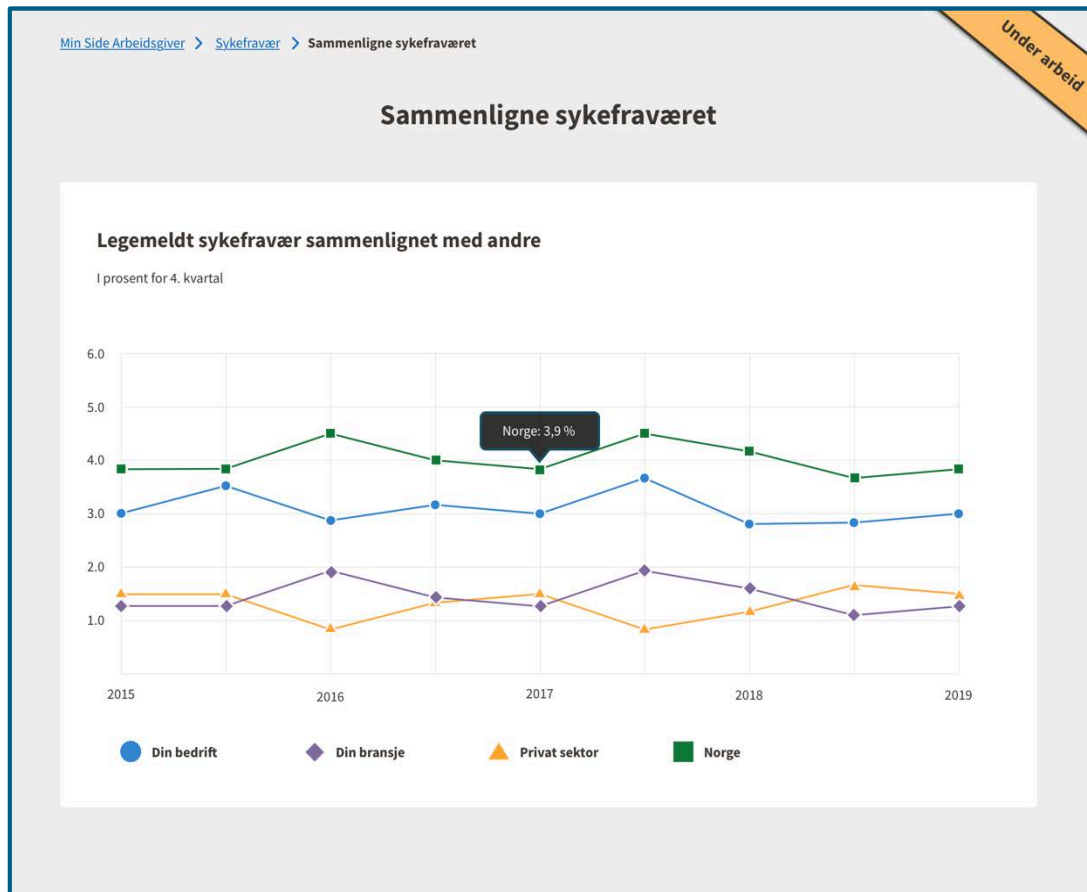 Min Side Arbeidsgiver > Sykefravær > Sammenligne sykefraværet
Under arbeid
Sammenligne sykefraværet
Legemeldt sykefravær sammenlignet med andre
I prosent for 4. kvartal
6.0
5.0
Norge: 3,9 %
4.0
3.0
2.0
1.0
2015 2016 2017 2018 2019
Din bedrift Din bransje Privat sektor Norge